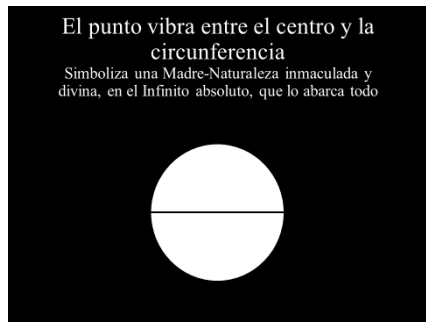 El punto vibra entre el centro y la
circunferencia
Simboliza una Madre-Naturaleza inmaculada y
divina, en el Infinito absoluto, que lo abarca todo